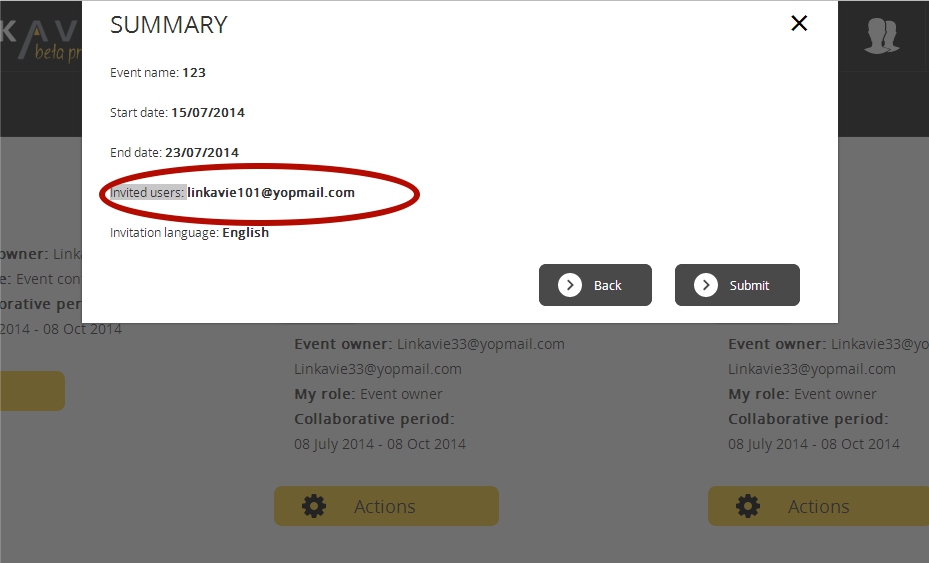 SUMMARY
KAVI
beta pr
Event name: 123
Start date: 15/07/2014
End date: 23/07/2014
Invited users: linkavie101@yopmail.com
Invitation language: English
Back
Submit
owner: Link
e: Event con
orative per
2014 - 08 Oct 2014
Event owner: Linkavie33@yopmail.com
Linkavie33@yopmail.com
My role: Event owner
Collaborative period:
08 July 2014 - 08 Oct 2014
Actions
Event owner: Linkavie33@yo
Linkavie33@yopmail.com
My role: Event owner
Collaborative period:
08 July 2014 - 08 Oct 2014
Actions